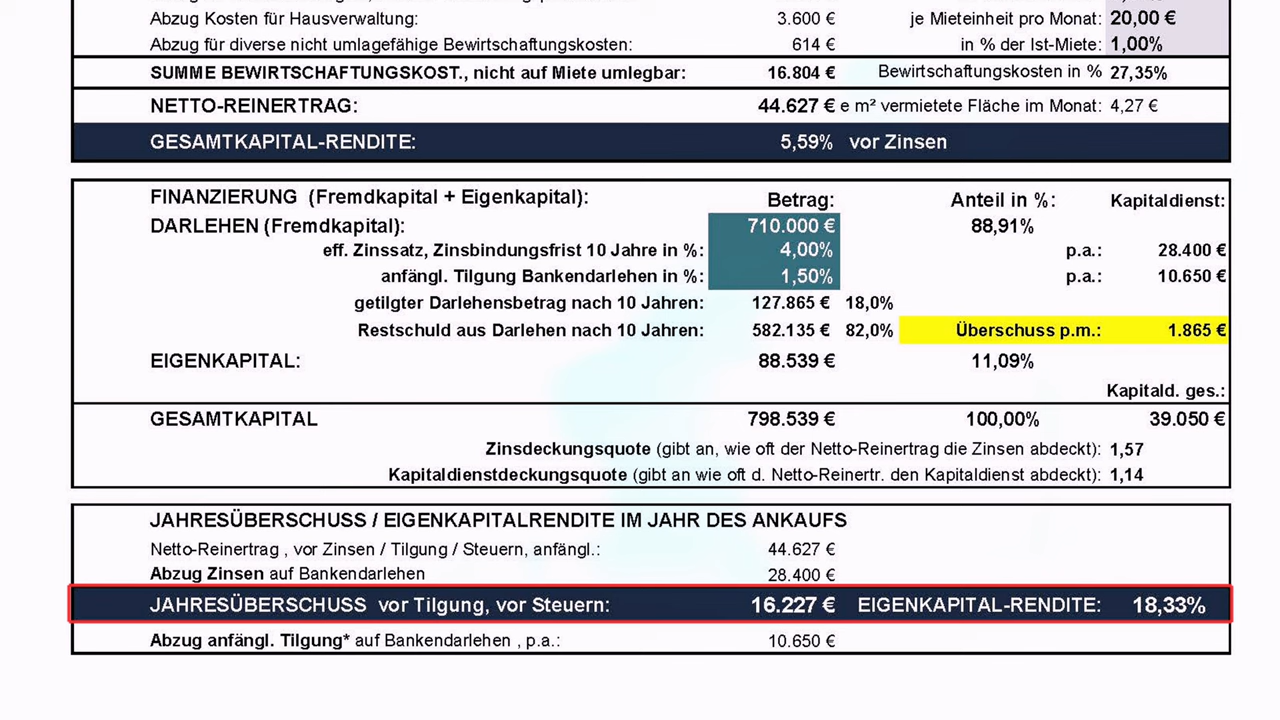 Abzug Kosten für Hausverwaltung: 3.600 € je Mieteinheit pro Monat: 20,00 €
Abzug für diverse nicht umlagefähige Bewirtschaftungskosten: 614 € in % der Ist-Miete: 1,00%
SUMME BEWIRTSCHAFTUNGSKOST., nicht auf Miete umlegbar: 16.804 € Bewirtschaftungskosten in % 27,35%
NETTO-REINERTRAG: 44.627 € e m² vermietete Fläche im Monat: 4,27 €
GESAMTKAPITAL-RENDITE: 5,59% vor Zinsen
FINANZIERUNG (Fremdkapital + Eigenkapital): Betrag: Anteil in %: Kapitaldienst:
DARLEHEN (Fremdkapital): 710.000 € 88,91%
eff. Zinssatz, Zinsbindungsfrist 10 Jahre in %: 4,00% p.a.: 28.400 €
anfängl. Tilgung Bankendarlehen in %: 1,50% p.a.: 10.650 €
getilgter Darlehensbetrag nach 10 Jahren: 127.865 € 18,0%
Restschuld aus Darlehen nach 10 Jahren: 582.135 € 82,0% Überschuss p.m.: 1.865 €
EIGENKAPITAL: 88.539 € 11,09%
Kapitald. ges.:
GESAMTKAPITAL 798.539 € 100,00% 39.050 €
Zinsdeckungsquote (gibt an, wie oft der Netto-Reinertrag die Zinsen abdeckt): 1,57
Kapitaldienstdeckungsquote (gibt an wie oft d. Netto-Reinertr. den Kapitaldienst abdeckt): 1,14
JAHRESÜBERSCHUSS / EIGENKAPITALRENDITE IM JAHR DES ANKAUFS
Netto-Reinertrag , vor Zinsen / Tilgung / Steuern, anfängl.: 44.627 €
Abzug Zinsen auf Bankendarlehen 28.400 €
JAHRESÜBERSCHUSS vor Tilgung, vor Steuern: 16.227 € EIGENKAPITAL-RENDITE: 18,33%
Abzug anfängl. Tilgung* auf Bankendarlehen , p.a.: 10.650 €